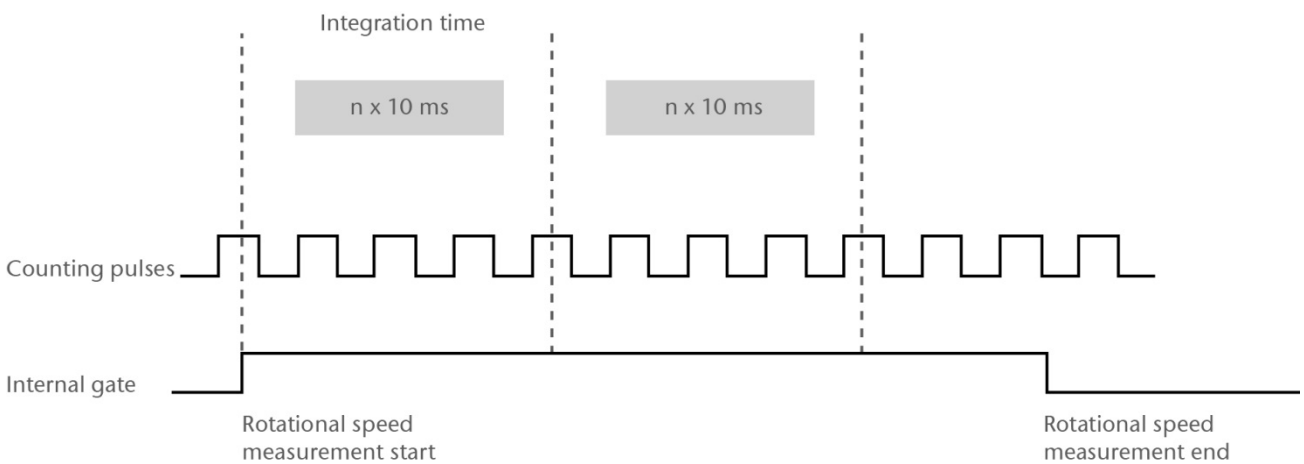 Integration time
n x 10 ms
n x 10 ms
Counting pulses
Internal gate
Rotational speed
measurement start
Rotational speed
measurement end